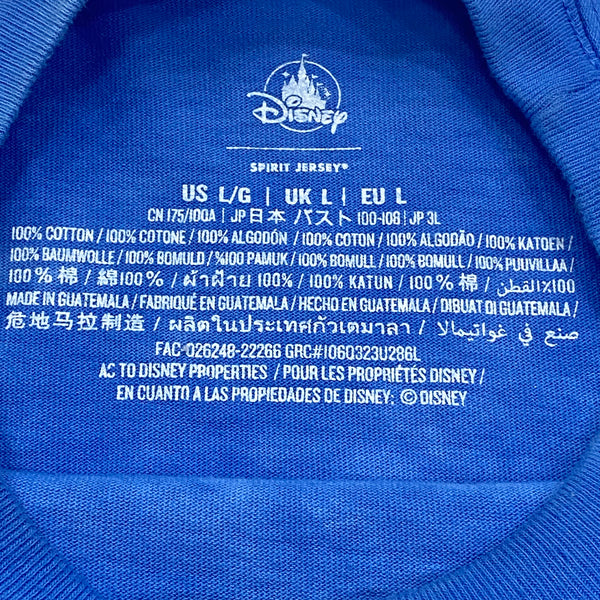 Disney
SPIRIT JERSEY®
US L/G | UK L | EU L
CN 175/100A | JP 日本 バスト 100-108 | JP 3L
100% COTTON / 100% COTONE / 100% ALGODÓN / 100% COTON / 100% ALGODÃO / 100% KATOEN /
100% BAUMWOLLE / 100% BOMULD / %100 PAMUK / 100% BOMULL / 100% BOMULL / 100% PUUVILLAA /
100% 棉 / 綿100% / ผ้าฝ้าย 100% / 100% KATUN / 100% 棉 / ١٠٠٪ القطن /
MADE IN GUATEMALA / FABRIQUÉ EN GUATEMALA / HECHO EN GUATEMALA / DIBUAT DI GUATEMALA /
危地马拉制造 / ผลิตในประเทศกัวเตมาลา / صنع في غواتيمالا
FAC-026248-22266 GRC#1060323U286L
AS TO DISNEY PROPERTIES / POUR LES PROPRIÉTÉS DISNEY /
EN CUANTO A LAS PROPIEDADES DE DISNEY: © DISNEY